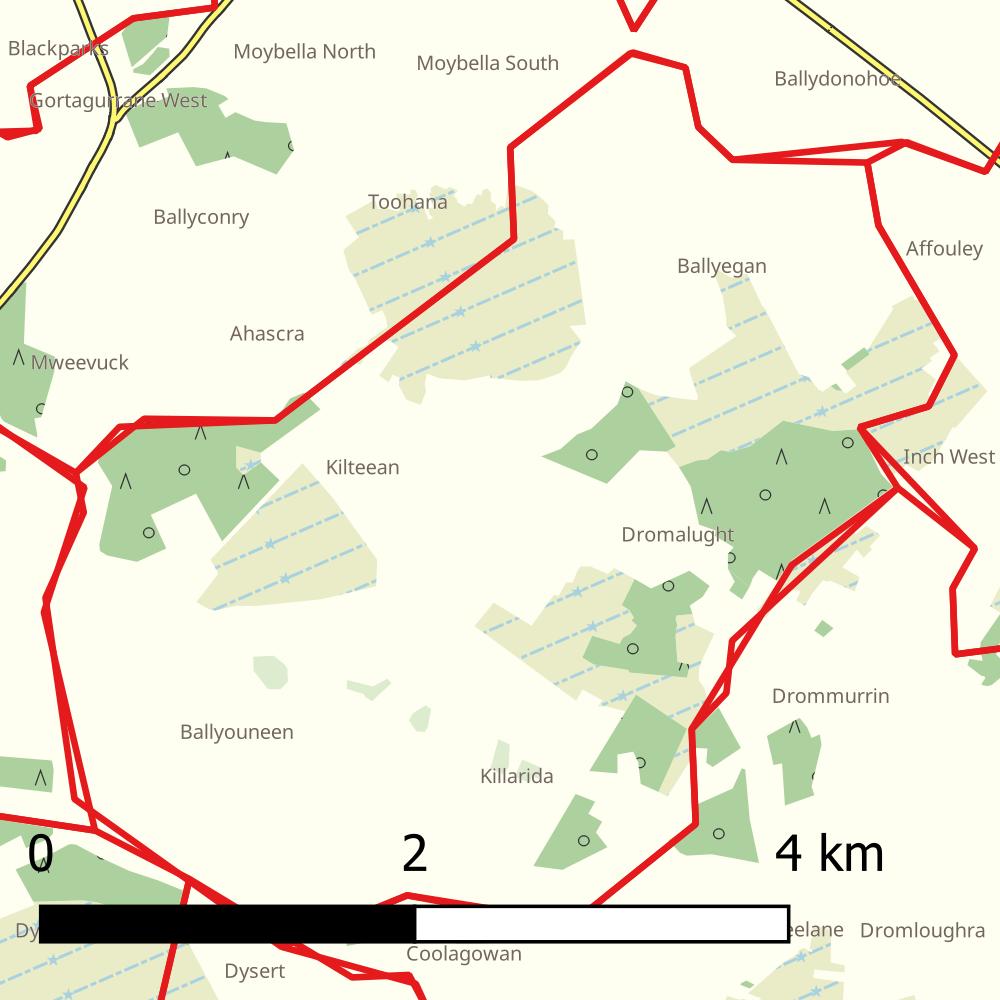 Blackparks
Moybella North
Moybella South
Ballydonohoe
Gortagurrane West
Toohana
Ballyconry
Affouley
Ballyegan
Ahascra
Mweevuck
Kilteean
Inch West
Dromalught
Drommurrin
Ballyouneen
Killarida
0 2 4 km
Dy
eelane
Dromloughra
Coolagowan
Dysert